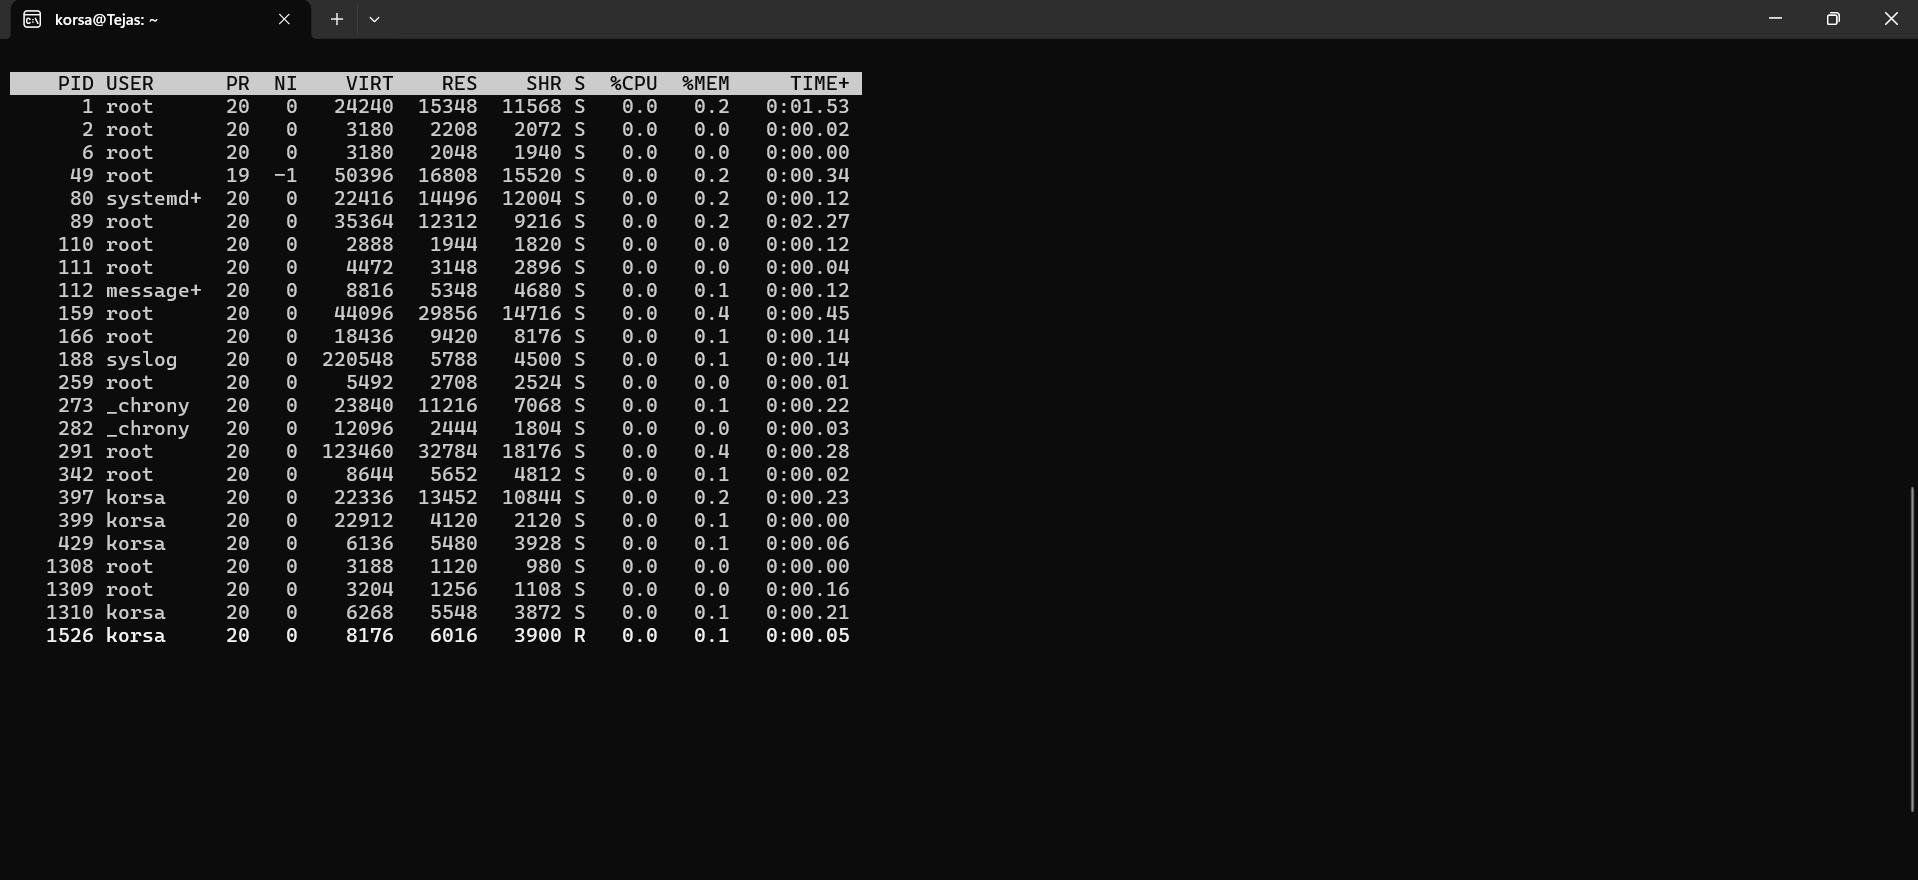 korsa@Tejas: ~
PID USER PR NI VIRT RES SHR S %CPU %MEM TIME+
1 root 20 0 24240 15348 11568 S 0.0 0.2 0:01.53
2 root 20 0 3180 2208 2072 S 0.0 0.0 0:00.02
6 root 20 0 3180 2048 1940 S 0.0 0.0 0:00.00
49 root 19 -1 50396 16808 15520 S 0.0 0.2 0:00.34
80 systemd+ 20 0 22416 14496 12004 S 0.0 0.2 0:00.12
89 root 20 0 35364 12312 9216 S 0.0 0.2 0:02.27
110 root 20 0 2888 1944 1820 S 0.0 0.0 0:00.12
111 root 20 0 4472 3148 2896 S 0.0 0.0 0:00.04
112 message+ 20 0 8816 5348 4680 S 0.0 0.1 0:00.12
159 root 20 0 44096 29856 14716 S 0.0 0.4 0:00.45
166 root 20 0 18436 9420 8176 S 0.0 0.1 0:00.14
188 syslog 20 0 220548 5788 4500 S 0.0 0.1 0:00.14
259 root 20 0 5492 2708 2524 S 0.0 0.0 0:00.01
273 _chrony 20 0 23840 11216 7068 S 0.0 0.1 0:00.22
282 _chrony 20 0 12096 2444 1804 S 0.0 0.0 0:00.03
291 root 20 0 123460 32784 18176 S 0.0 0.4 0:00.28
342 root 20 0 8644 5652 4812 S 0.0 0.1 0:00.02
397 korsa 20 0 22336 13452 10844 S 0.0 0.2 0:00.23
399 korsa 20 0 22912 4120 2120 S 0.0 0.1 0:00.00
429 korsa 20 0 6136 5480 3928 S 0.0 0.1 0:00.06
1308 root 20 0 3188 1120 980 S 0.0 0.0 0:00.00
1309 root 20 0 3204 1256 1108 S 0.0 0.0 0:00.16
1310 korsa 20 0 6268 5548 3872 S 0.0 0.1 0:00.21
1526 korsa 20 0 8176 6016 3900 R 0.0 0.1 0:00.05